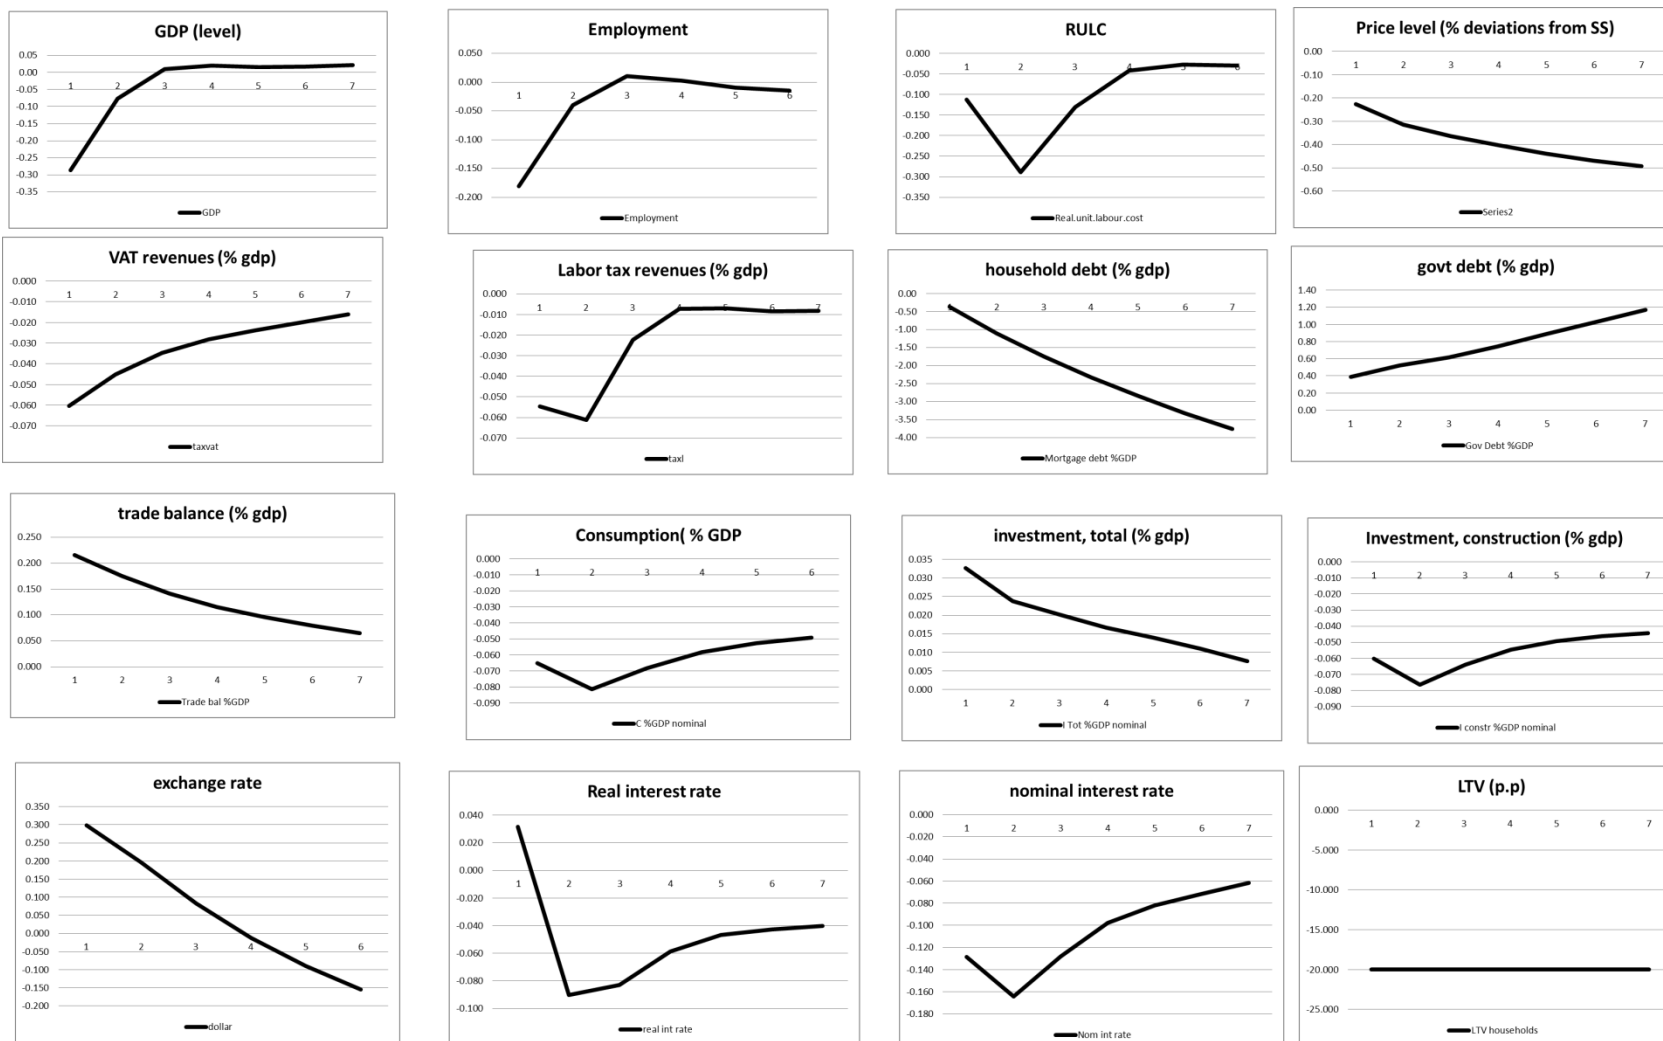 GDP (level)
0.05
0.00
-0.05
-0.10
-0.15
-0.20
-0.25
-0.30
-0.35
1 2 3 4 5 6 7
GDP
Employment
0.050
0.000
-0.050
-0.100
-0.150
-0.200
1 2 3 4 5 6
Employment
RULC
0.000
-0.050
-0.100
-0.150
-0.200
-0.250
-0.300
-0.350
1 2 3 4 5 6
Real.unit.labour.cost
Price level (% deviations from SS)
0.00
-0.10
-0.20
-0.30
-0.40
-0.50
-0.60
1 2 3 4 5 6 7
Series2
VAT revenues (% gdp)
0.000
-0.010
-0.020
-0.030
-0.040
-0.050
-0.060
-0.070
1 2 3 4 5 6 7
taxvat
Labor tax revenues (% gdp)
0.000
-0.010
-0.020
-0.030
-0.040
-0.050
-0.060
-0.070
1 2 3 4 5 6 7
taxl
household debt (% gdp)
0.00
-0.50
-1.00
-1.50
-2.00
-2.50
-3.00
-3.50
-4.00
2 3 4 5 6 7
Mortgage debt %GDP
govt debt (% gdp)
1.40
1.20
1.00
0.80
0.60
0.40
0.20
0.00
1 2 3 4 5 6 7
Gov Debt %GDP
trade balance (% gdp)
0.250
0.200
0.150
0.100
0.050
0.000
1 2 3 4 5 6 7
Trade bal %GDP
Consumption( % GDP
0.000
-0.010
-0.020
-0.030
-0.040
-0.050
-0.060
-0.070
-0.080
-0.090
1 2 3 4 5 6
C %GDP nominal
investment, total (% gdp)
0.035
0.030
0.025
0.020
0.015
0.010
0.005
0.000
1 2 3 4 5 6 7
I Tot %GDP nominal
Investment, construction (% gdp)
0.000
-0.010
-0.020
-0.030
-0.040
-0.050
-0.060
-0.070
-0.080
-0.090
1 2 3 4 5 6 7
I constr %GDP nominal
exchange rate
0.350
0.300
0.250
0.200
0.150
0.100
0.050
0.000
-0.050
-0.100
-0.150
-0.200
1 2 3 4 5 6
dollar
Real interest rate
0.040
0.020
0.000
-0.020
-0.040
-0.060
-0.080
-0.100
1 2 3 4 5 6 7
real int rate
nominal interest rate
0.000
-0.020
-0.040
-0.060
-0.080
-0.100
-0.120
-0.140
-0.160
-0.180
1 2 3 4 5 6 7
Nom int rate
LTV (p.p)
0.000
-5.000
-10.000
-15.000
-20.000
-25.000
1 2 3 4 5 6 7
LTV households